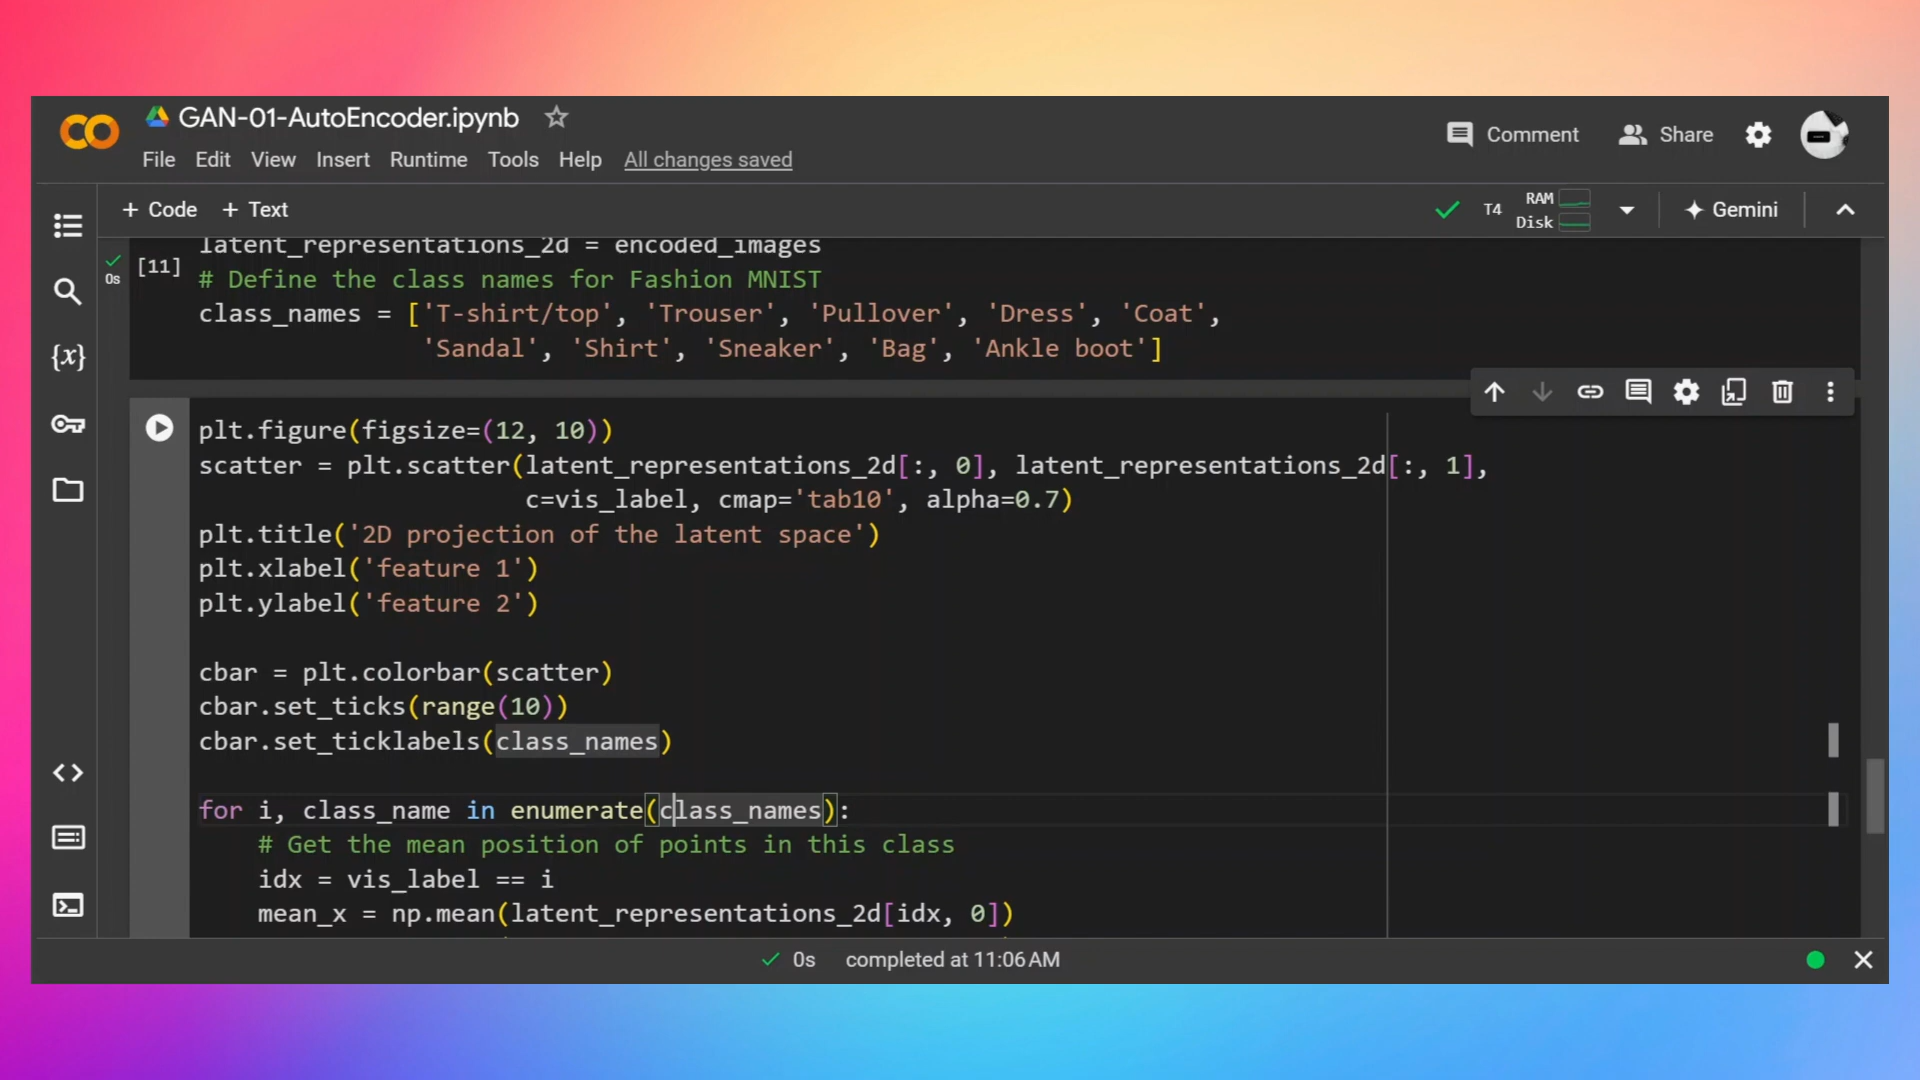 GAN-01-AutoEncoder.ipynb
Comment
Share
File Edit View Insert Runtime Tools Help All changes saved
+ Code + Text
T4
RAM
Disk
Gemini
latent_representations_2d = encoded_images
0s
[11]
# Define the class names for Fashion MNIST
class_names = ['T-shirt/top', 'Trouser', 'Pullover', 'Dress', 'Coat',
'Sandal', 'Shirt', 'Sneaker', 'Bag', 'Ankle boot']
{x}
plt.figure(figsize=(12, 10))
scatter = plt.scatter(latent_representations_2d[:, 0], latent_representations_2d[:, 1],
c=vis_label, cmap='tab10', alpha=0.7)
plt.title('2D projection of the latent space')
plt.xlabel('feature 1')
plt.ylabel('feature 2')
cbar = plt.colorbar(scatter)
cbar.set_ticks(range(10))
cbar.set_ticklabels(class_names)
for i, class_name in enumerate(class_names):
# Get the mean position of points in this class
idx = vis_label == i
mean_x = np.mean(latent_representations_2d[idx, 0])
0s completed at 11:06 AM